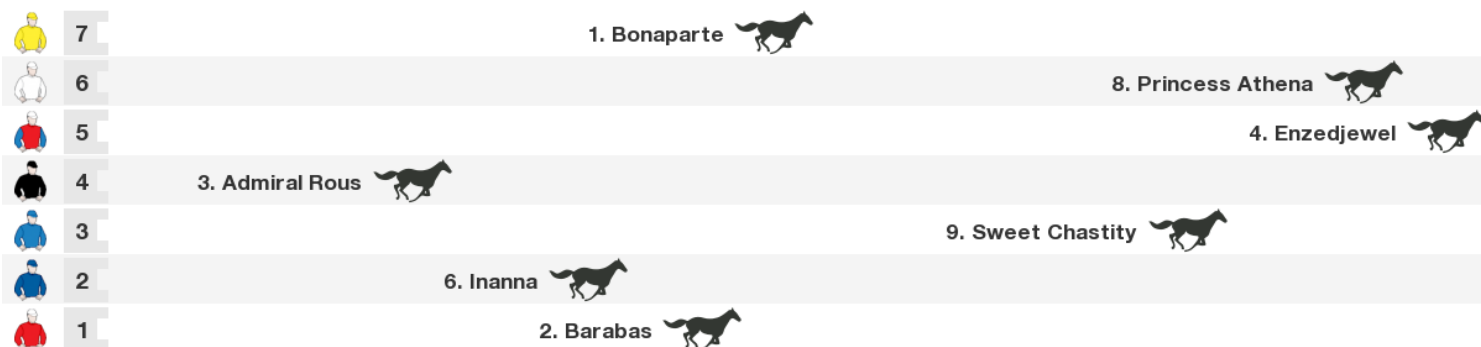 7 1. Bonaparte
6 8. Princess Athena
5 4. Enzedjewel
4 3. Admiral Rous
3 9. Sweet Chastity
2 6. Inanna
1 2. Barabas